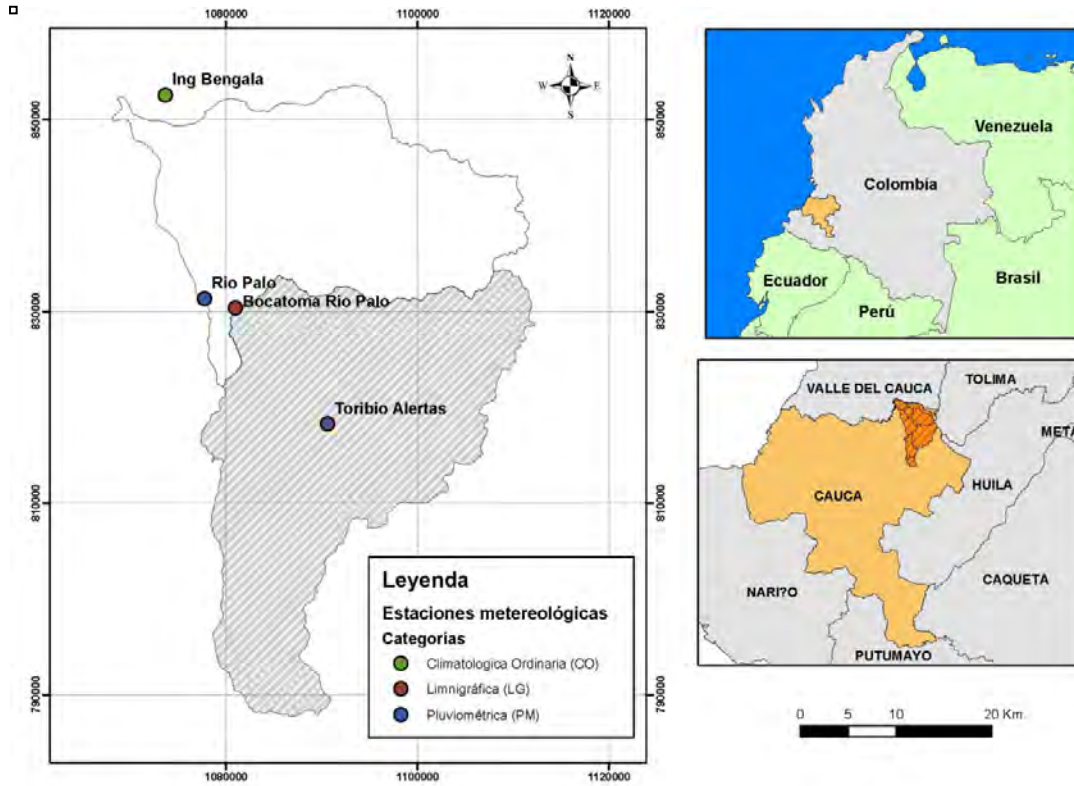 1080000
1100000
1120000
850000
830000
810000
790000
850000
830000
810000
790000
1080000
1100000
1120000
N
W
E
S
Ing Bengala
Rio Palo
Bocatoma Rio Palo
Toribio Alertas
Leyenda
Estaciones metereológicas
Categorias
Climatologica Ordinaria (CO)
Limnigráfica (LG)
Pluviométrica (PM)
Venezuela
Colombia
Ecuador
Perú
Brasil
VALLE DEL CAUCA
TOLIMA
META
HUILA
CAUCA
NARI?O
CAQUETA
PUTUMAYO
0 5 10 20 Km.